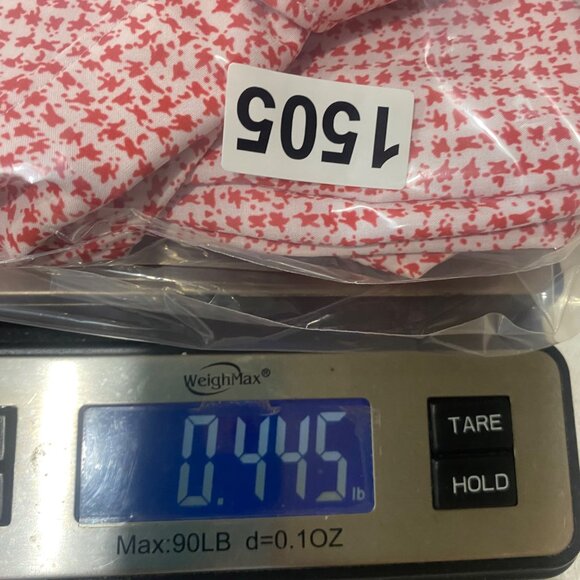 1505
WeighMax®
0.445 lb
TARE
HOLD
Max:90LB d=0.1OZ